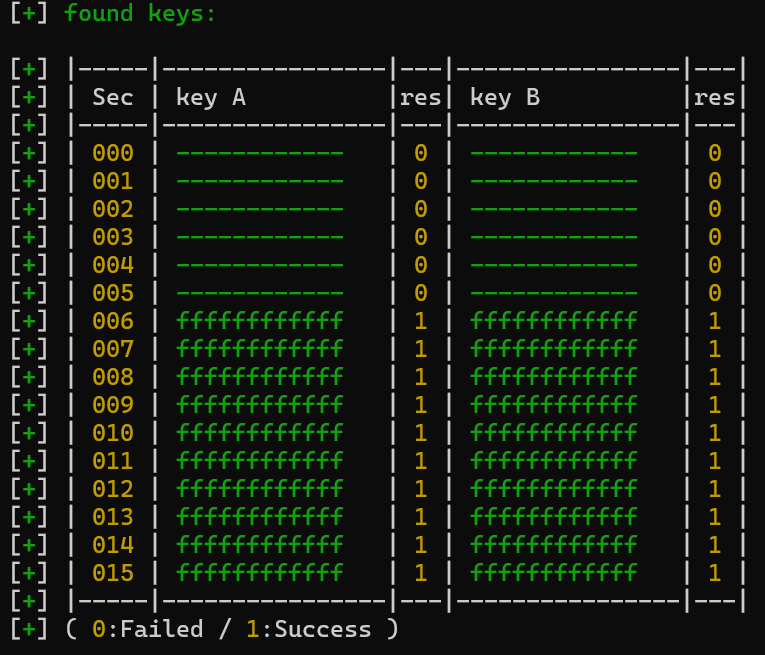 [+] found keys:
[+] |-----|----------------|---|----------------|---|
[+] | Sec | key A          |res| key B          |res|
[+] |-----|----------------|---|----------------|---|
[+] | 000 | ------------   | 0 | ------------   | 0 |
[+] | 001 | ------------   | 0 | ------------   | 0 |
[+] | 002 | ------------   | 0 | ------------   | 0 |
[+] | 003 | ------------   | 0 | ------------   | 0 |
[+] | 004 | ------------   | 0 | ------------   | 0 |
[+] | 005 | ------------   | 0 | ------------   | 0 |
[+] | 006 | ffffffffffff   | 1 | ffffffffffff   | 1 |
[+] | 007 | ffffffffffff   | 1 | ffffffffffff   | 1 |
[+] | 008 | ffffffffffff   | 1 | ffffffffffff   | 1 |
[+] | 009 | ffffffffffff   | 1 | ffffffffffff   | 1 |
[+] | 010 | ffffffffffff   | 1 | ffffffffffff   | 1 |
[+] | 011 | ffffffffffff   | 1 | ffffffffffff   | 1 |
[+] | 012 | ffffffffffff   | 1 | ffffffffffff   | 1 |
[+] | 013 | ffffffffffff   | 1 | ffffffffffff   | 1 |
[+] | 014 | ffffffffffff   | 1 | ffffffffffff   | 1 |
[+] | 015 | ffffffffffff   | 1 | ffffffffffff   | 1 |
[+] |-----|----------------|---|----------------|---|
[+] ( 0:Failed / 1:Success )